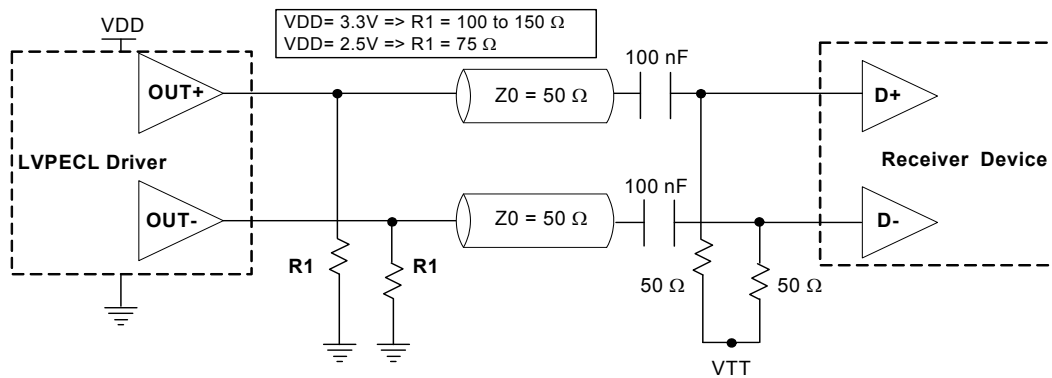 VDD
VDD= 3.3V => R1 = 100 to 150 Ω
VDD= 2.5V => R1 = 75 Ω
100 nF
OUT+
Z0 = 50 Ω
D+
LVPECL Driver
Receiver Device
100 nF
OUT-
Z0 = 50 Ω
D-
R1
R1
50 Ω
50 Ω
VTT